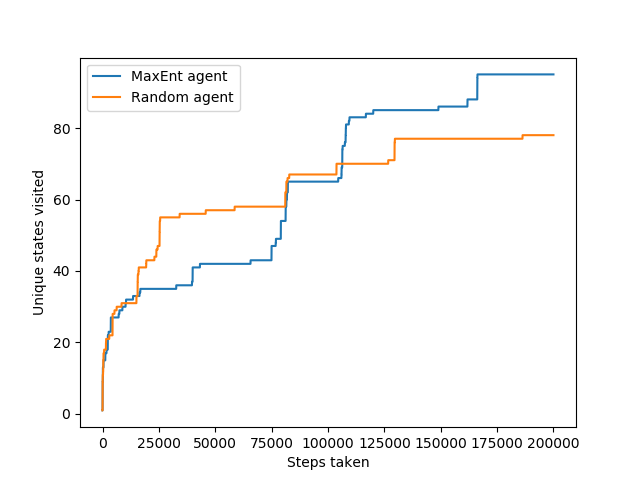 MaxEnt agent
Random agent
Unique states visited
80
60
40
20
0
0 25000 50000 75000 100000 125000 150000 175000 200000
Steps taken